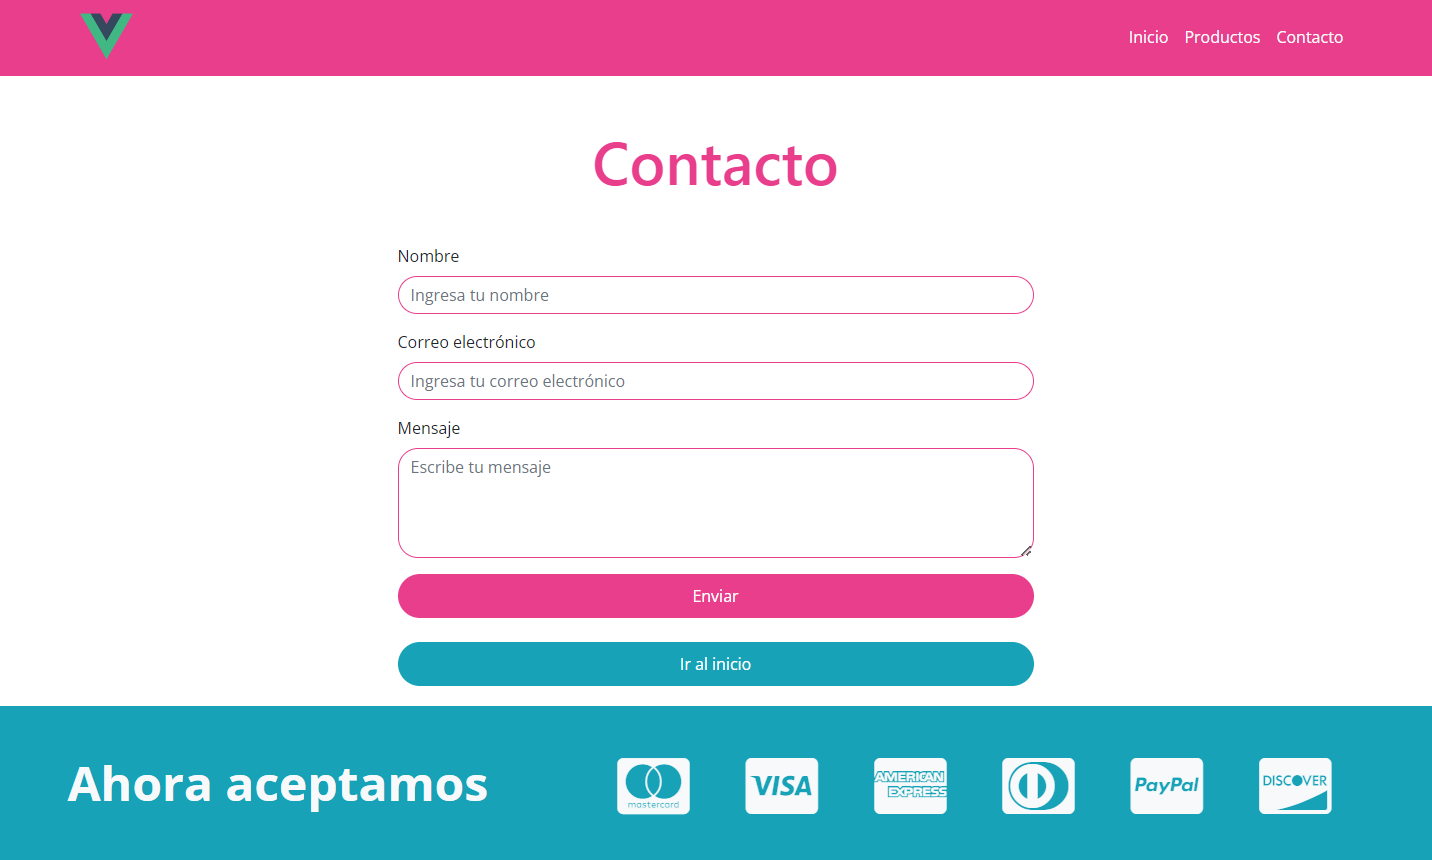 Inicio Productos Contacto
Contacto
Nombre
Ingresa tu nombre
Correo electrónico
Ingresa tu correo electrónico
Mensaje
Escribe tu mensaje
Enviar
Ir al inicio
Ahora aceptamos
mastercard
VISA
AMERICAN
EXPRESS
PayPal
DISCOVER